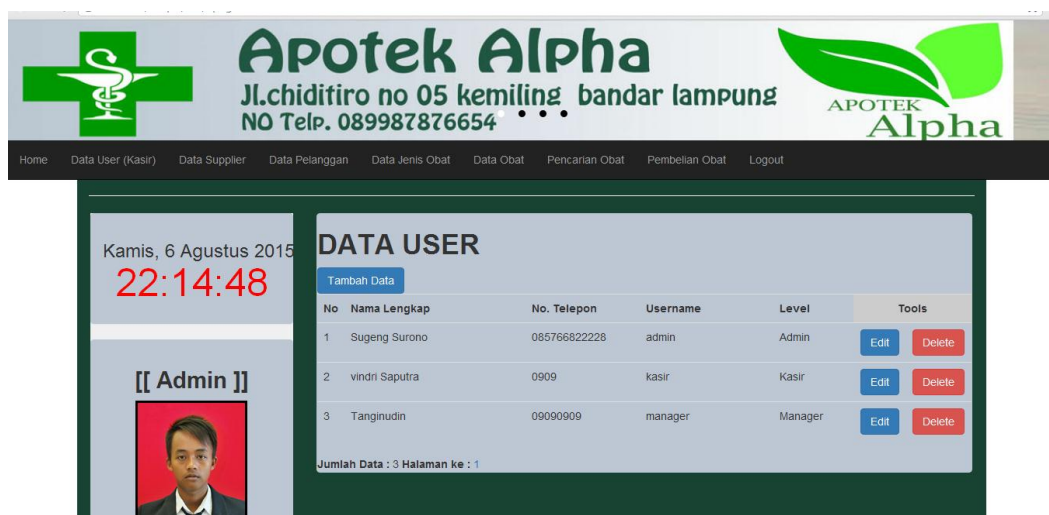 Apotek Alpha
Jl.chiditiro no 05 kemiling bandar lampung
NO Telp. 089987876654
APOTEK
Alpha
Home Data User (Kasir) Data Supplier Data Pelanggan Data Jenis Obat Data Obat Pencarian Obat Pembelian Obat Logout
Kamis, 6 Agustus 2015
22:14:48
[[ Admin ]]
DATA USER
Tambah Data
No Nama Lengkap No. Telepon Username Level Tools
1 Sugeng Surono 085766822228 admin Admin Edit Delete
2 vindri Saputra 0909 kasir Kasir Edit Delete
3 Tanginudin 09090909 manager Manager Edit Delete
Jumlah Data : 3 Halaman ke : 1